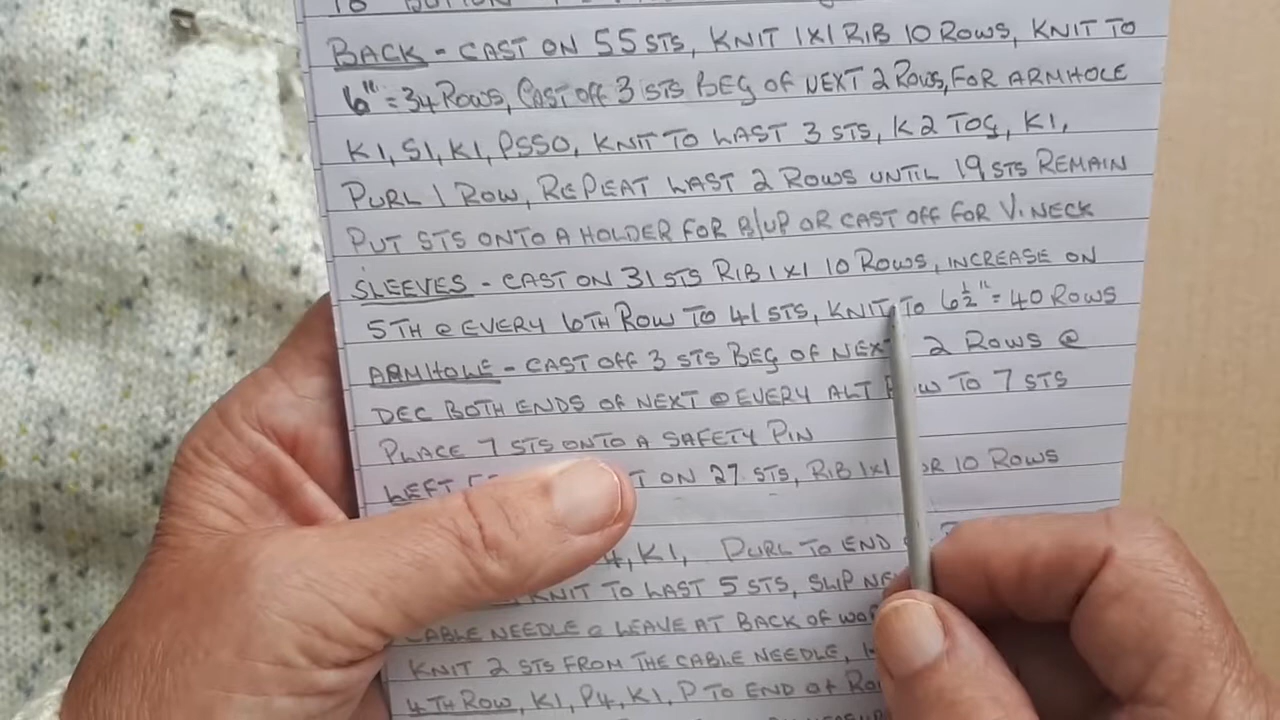 TO BUTTON
BACK - CAST ON 55 STS, KNIT 1X1 RIB 10 ROWS, KNIT TO
6" = 34 ROWS, CAST OFF 3 STS BEG OF NEXT 2 ROWS, FOR ARMHOLE
K1, S1, K1, PSSO, KNIT TO LAST 3 STS, K2 TOG, K1,
PURL 1 ROW, REPEAT LAST 2 ROWS UNTIL 19 STS REMAIN
PUT STS ONTO A HOLDER FOR B/UP OR CAST OFF FOR V. NECK
SLEEVES - CAST ON 31 STS RIB 1X1 10 ROWS, INCREASE ON
5TH @ EVERY 6TH ROW TO 41 STS, KNIT TO 6 1/2" = 40 ROWS
ARMHOLE - CAST OFF 3 STS BEG OF NEXT 2 ROWS @
DEC BOTH ENDS OF NEXT @ EVERY ALT ROW TO 7 STS
PLACE 7 STS ONTO A SAFETY PIN
LEFT ON 27 STS, RIB 1X1 10 ROWS
4, K1, PURL TO END
KNIT TO LAST 5 STS, SLIP
CABLE NEEDLE @ LEAVE AT BACK OF
KNIT 2 STS FROM THE CABLE NEEDLE,
4TH ROW, K1, P4, K1, P TO END OF